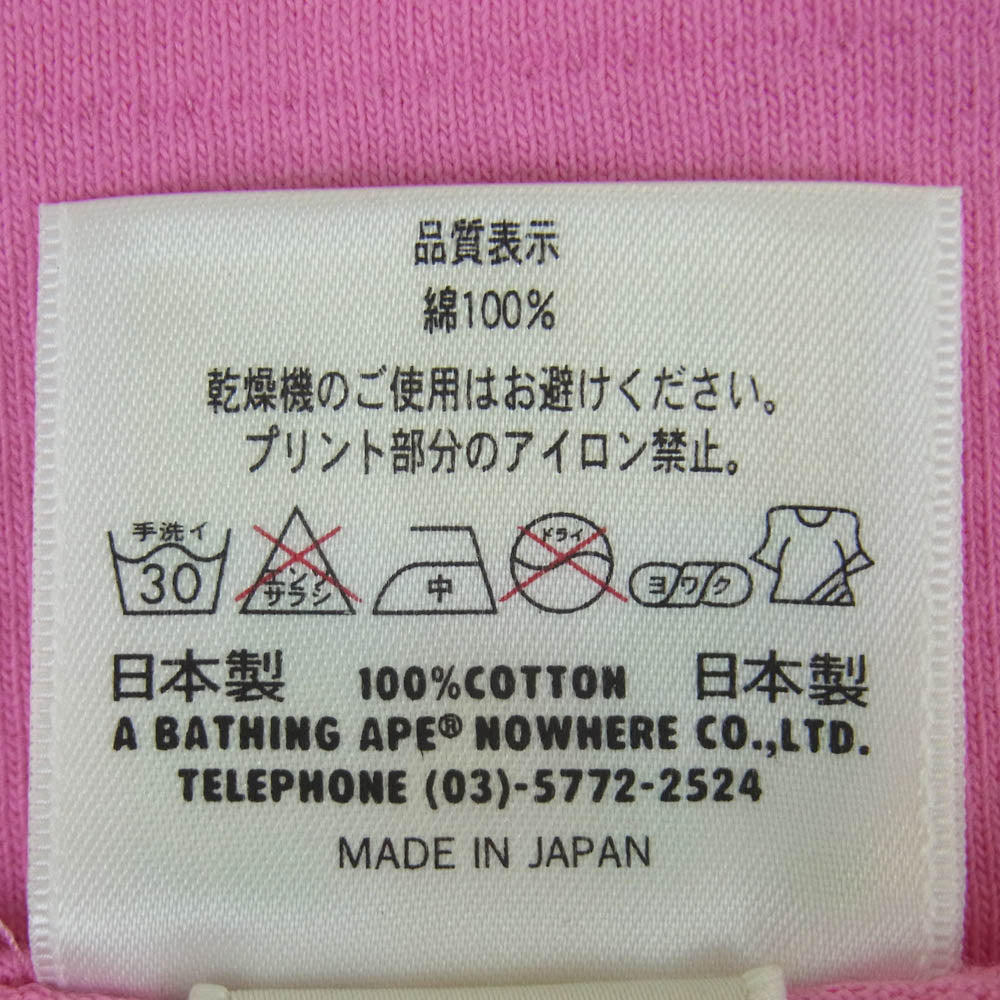 品質表示
綿100%
乾燥機のご使用はお避けください。
プリント部分のアイロン禁止。
手洗イ
30
エンソ
サラシ
中
ドライ
ヨワク
日本製 100%COTTON 日本製
A BATHING APE® NOWHERE CO.,LTD.
TELEPHONE (03)-5772-2524
MADE IN JAPAN